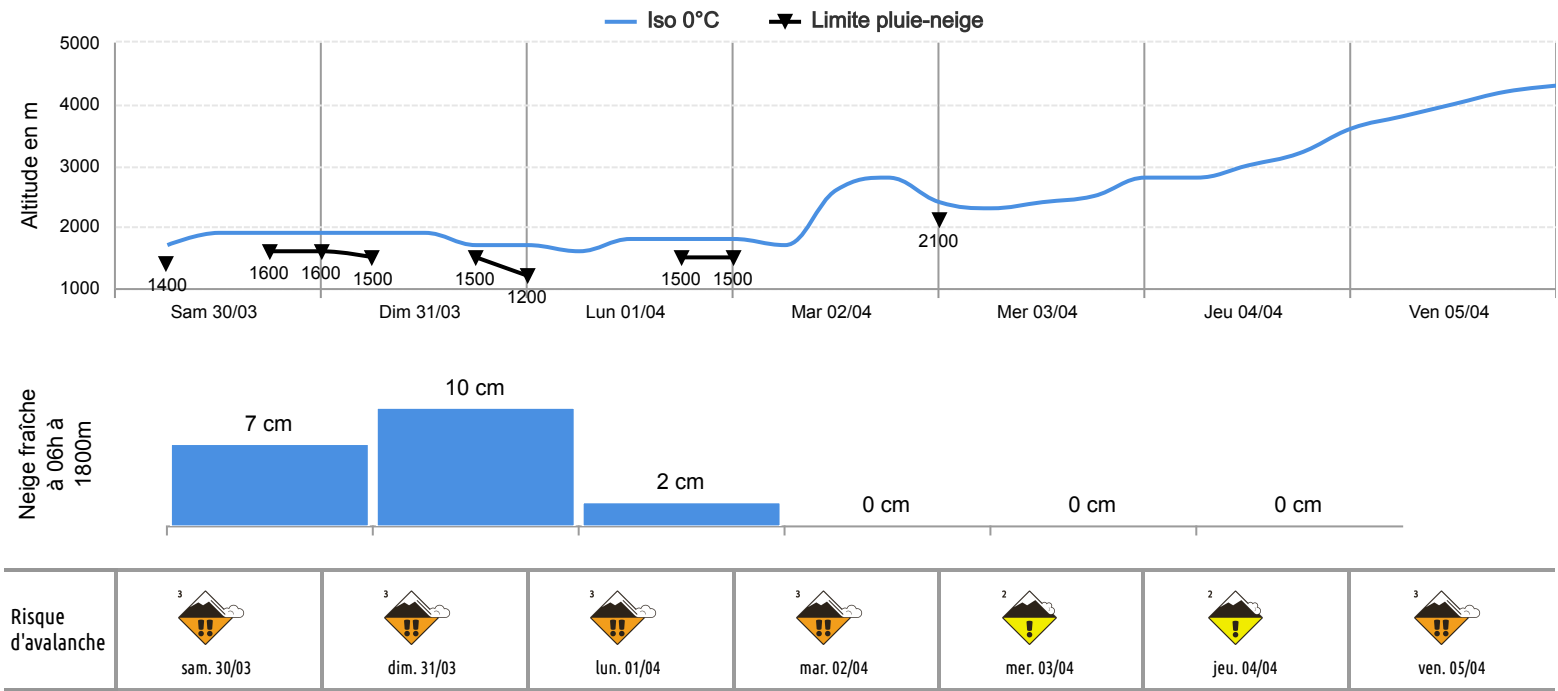 Iso 0°C Limite pluie-neige
Altitude en m
5000
4000
3000
2000
1000
1400 1600 1600 1500 1500 1200 1500 1500 2100
Sam 30/03 Dim 31/03 Lun 01/04 Mar 02/04 Mer 03/04 Jeu 04/04 Ven 05/04
Neige fraîche
à 06h à
1800m
7 cm 10 cm 2 cm 0 cm 0 cm 0 cm
Risque
d'avalanche
3 3 3 3 2 2 3
!! !! !! !! ! ! !!
sam. 30/03 dim. 31/03 lun. 01/04 mar. 02/04 mer. 03/04 jeu. 04/04 ven. 05/04